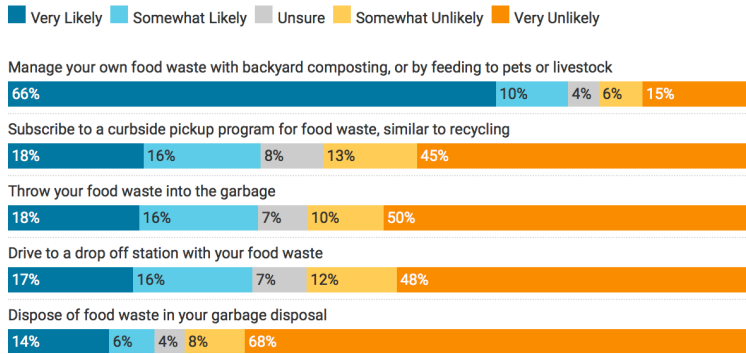 Very Likely Somewhat Likely Unsure Somewhat Unlikely Very Unlikely
Manage your own food waste with backyard composting, or by feeding to pets or livestock
66% 10% 4% 6% 15%
Subscribe to a curbside pickup program for food waste, similar to recycling
18% 16% 8% 13% 45%
Throw your food waste into the garbage
18% 16% 7% 10% 50%
Drive to a drop off station with your food waste
17% 16% 7% 12% 48%
Dispose of food waste in your garbage disposal
14% 6% 4% 8% 68%